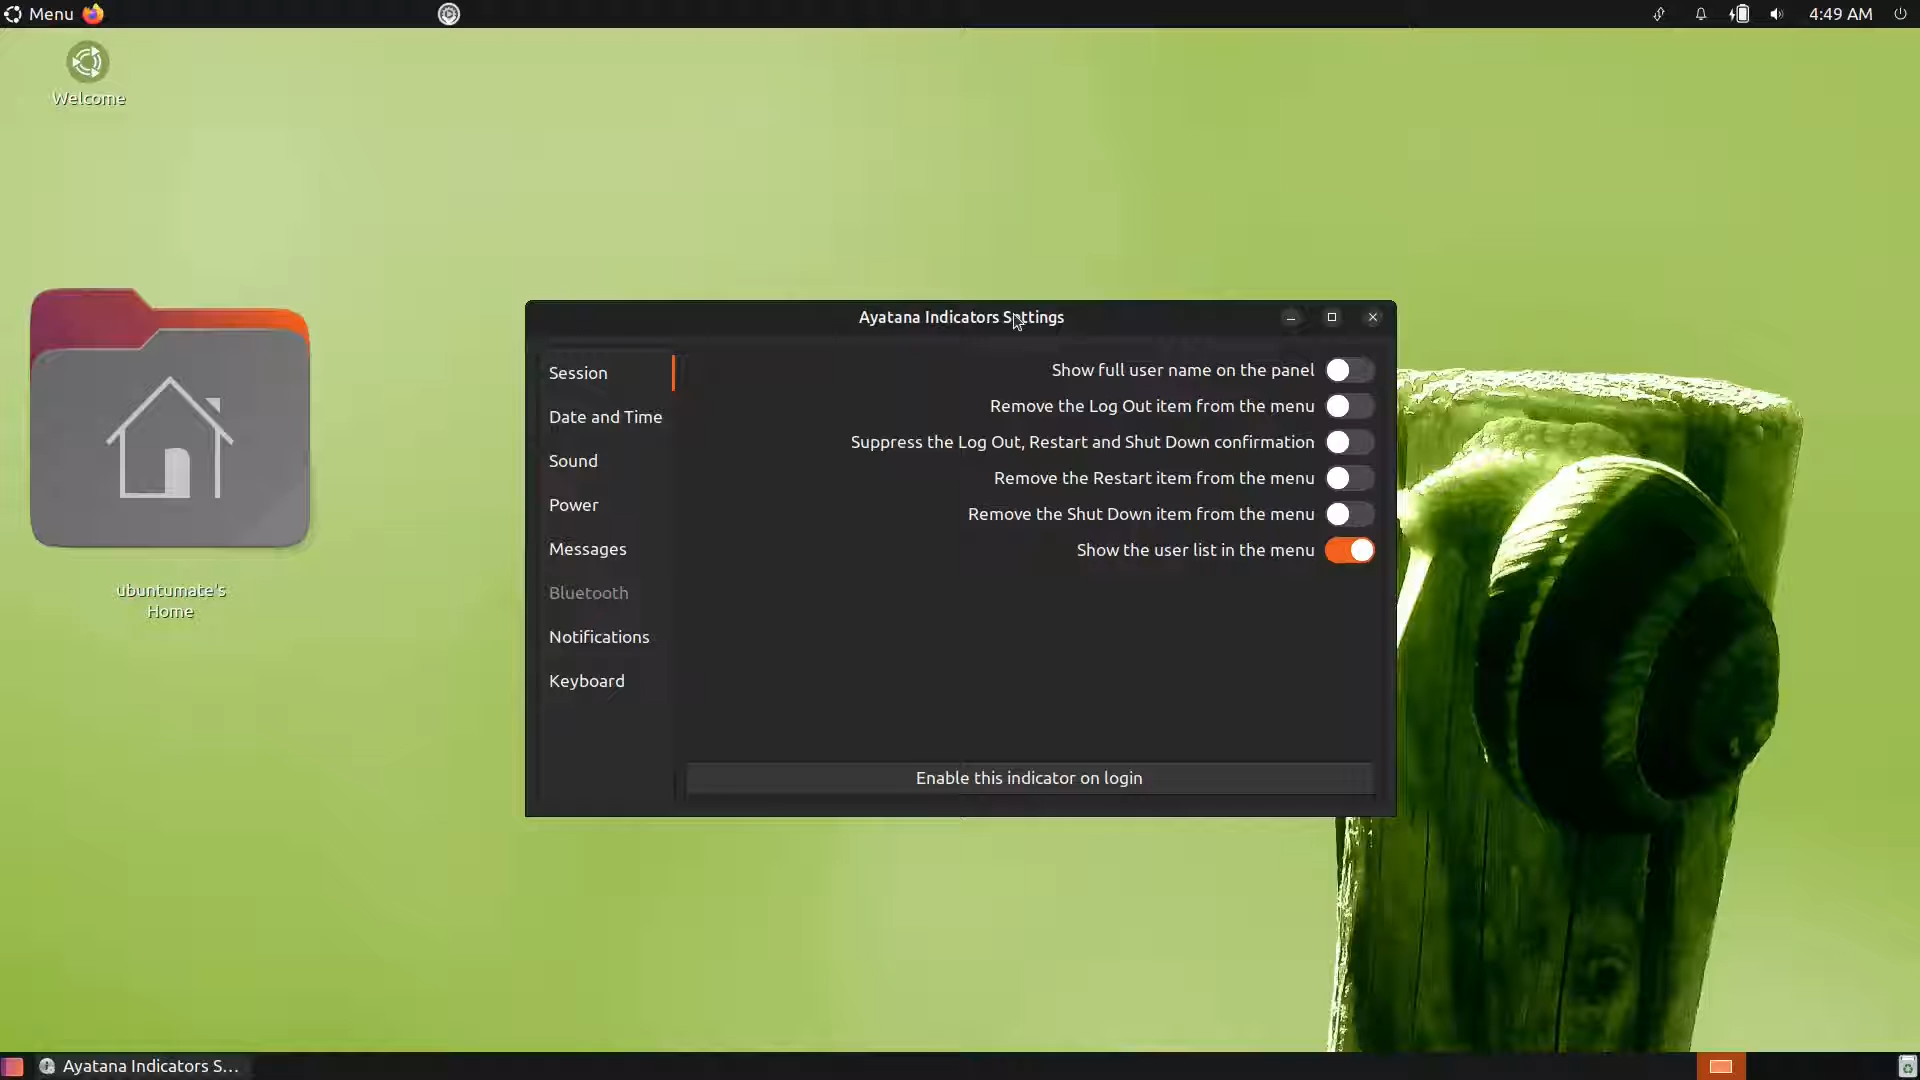 Menu
4:49 AM
Welcome
ubuntumate's
Home
Ayatana Indicators Settings
Session
Date and Time
Sound
Power
Messages
Bluetooth
Notifications
Keyboard
Show full user name on the panel
Remove the Log Out item from the menu
Suppress the Log Out, Restart and Shut Down confirmation
Remove the Restart item from the menu
Remove the Shut Down item from the menu
Show the user list in the menu
Enable this indicator on login
Ayatana Indicators S...